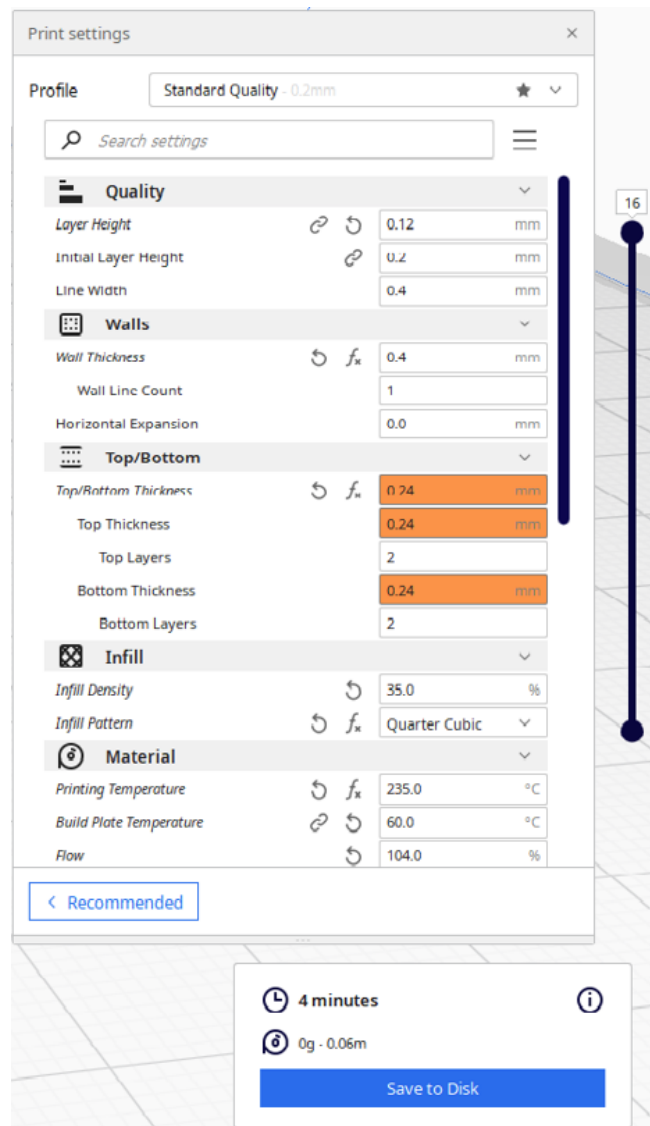 Print settings
Profile Standard Quality - 0.2mm
Search settings
Quality
16
Layer Height 0.12 mm
Initial Layer Height 0.2 mm
Line Width 0.4 mm
Walls
Wall Thickness fx 0.4 mm
Wall Line Count 1
Horizontal Expansion 0.0 mm
Top/Bottom
Top/Bottom Thickness fx 0.24 mm
Top Thickness 0.24 mm
Top Layers 2
Bottom Thickness 0.24 mm
Bottom Layers 2
Infill
Infill Density 35.0 %
Infill Pattern fx Quarter Cubic
Material
Printing Temperature fx 235.0 °C
Build Plate Temperature 60.0 °C
Flow 104.0 %
Recommended
4 minutes
0g - 0.06m
Save to Disk